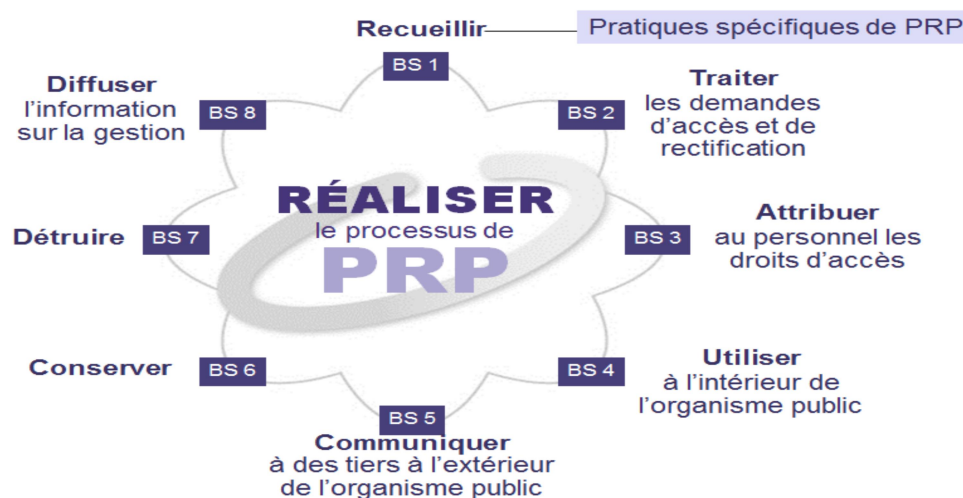 Recueillir
Pratiques spécifiques de PRP
BS 1
Diffuser
l'information
sur la gestion
BS 8
BS 2
Traiter
les demandes
d'accès et de
rectification
RÉALISER
le processus de
PRP
Détruire
BS 7
BS 3
Attribuer
au personnel les
droits d'accès
Conserver
BS 6
BS 4
Utiliser
à l'intérieur de
l'organisme public
BS 5
Communiquer
à des tiers à l'extérieur
de l'organisme public